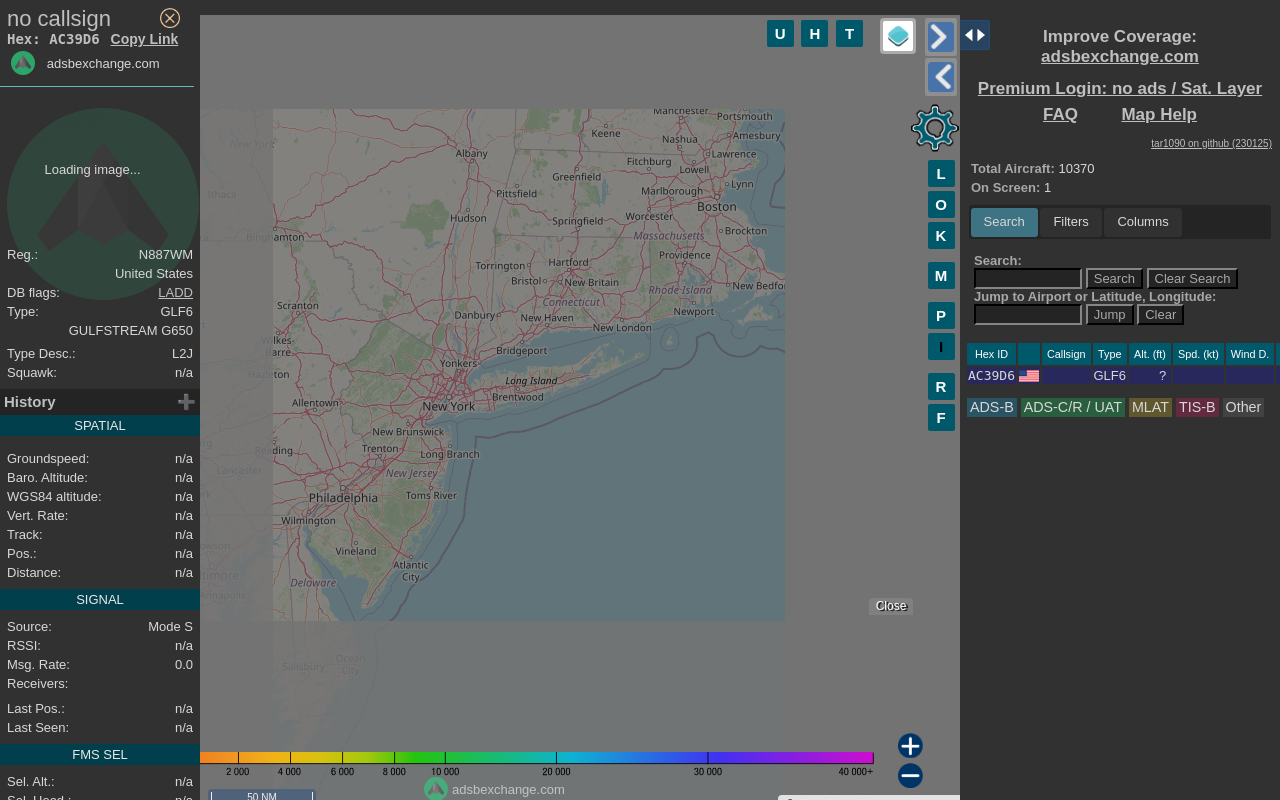 no callsign
Hex: AC39D6 Copy Link
adsbexchange.com
Loading image...
Reg.: N887WM
United States
DB flags: LADD
Type: GLF6
GULFSTREAM G650
Type Desc.: L2J
Squawk: n/a
History
SPATIAL
Groundspeed: n/a
Baro. Altitude: n/a
WGS84 altitude: n/a
Vert. Rate: n/a
Track: n/a
Pos.: n/a
Distance: n/a
SIGNAL
Source: Mode S
RSSI: n/a
Msg. Rate: 0.0
Receivers:
Last Pos.: n/a
Last Seen: n/a
FMS SEL
Sel. Alt.: n/a
Sel. Head.: n/a
U H T
L
O
K
M
P
I
R
F
Manchester
Portsmouth
Keene
Nashua
Amesbury
New York
Albany
Fitchburg
Lawrence
Greenfield
Lowell
Ithaca
Pittsfield
Marlborough
Lynn
Hudson
Springfield
Worcester
Boston
Binghamton
Massachusetts
Brockton
Torrington
Hartford
Providence
Bristol
New Britain
Rhode Island
New Bedfor
Scranton
Connecticut
Danbury
New Haven
Newport
New London
Wilkes-
Barre
Bridgeport
Yonkers
Hazleton
Long Island
Brentwood
Allentown
New York
New Brunswick
Reading
Trenton
Long Branch
Lancaster
New Jersey
Philadelphia
Toms River
Wilmington
Vineland
Atlantic
City
Delaware
Annapolis
Salisbury
Ocean
City
Close
2 000 4 000 6 000 8 000 10 000 20 000 30 000 40 000+
adsbexchange.com
50 NM
Improve Coverage:
adsbexchange.com
Premium Login: no ads / Sat. Layer
FAQ Map Help
tar1090 on github (230125)
Total Aircraft: 10370
On Screen: 1
Search Filters Columns
Search:
Search Clear Search
Jump to Airport or Latitude, Longitude:
Jump Clear
Hex ID Callsign Type Alt. (ft) Spd. (kt) Wind D.
AC39D6 GLF6 ?
ADS-B ADS-C/R / UAT MLAT TIS-B Other